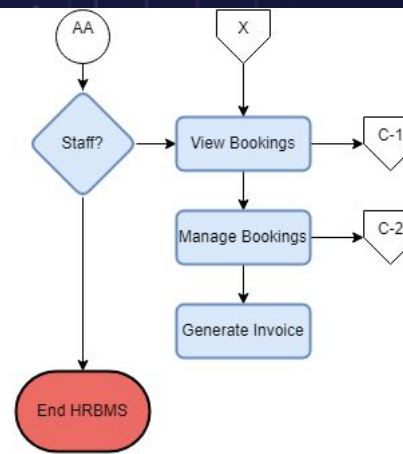 AA
X
Staff?
View Bookings
C-1
Manage Bookings
C-2
Generate Invoice
End HRBMS